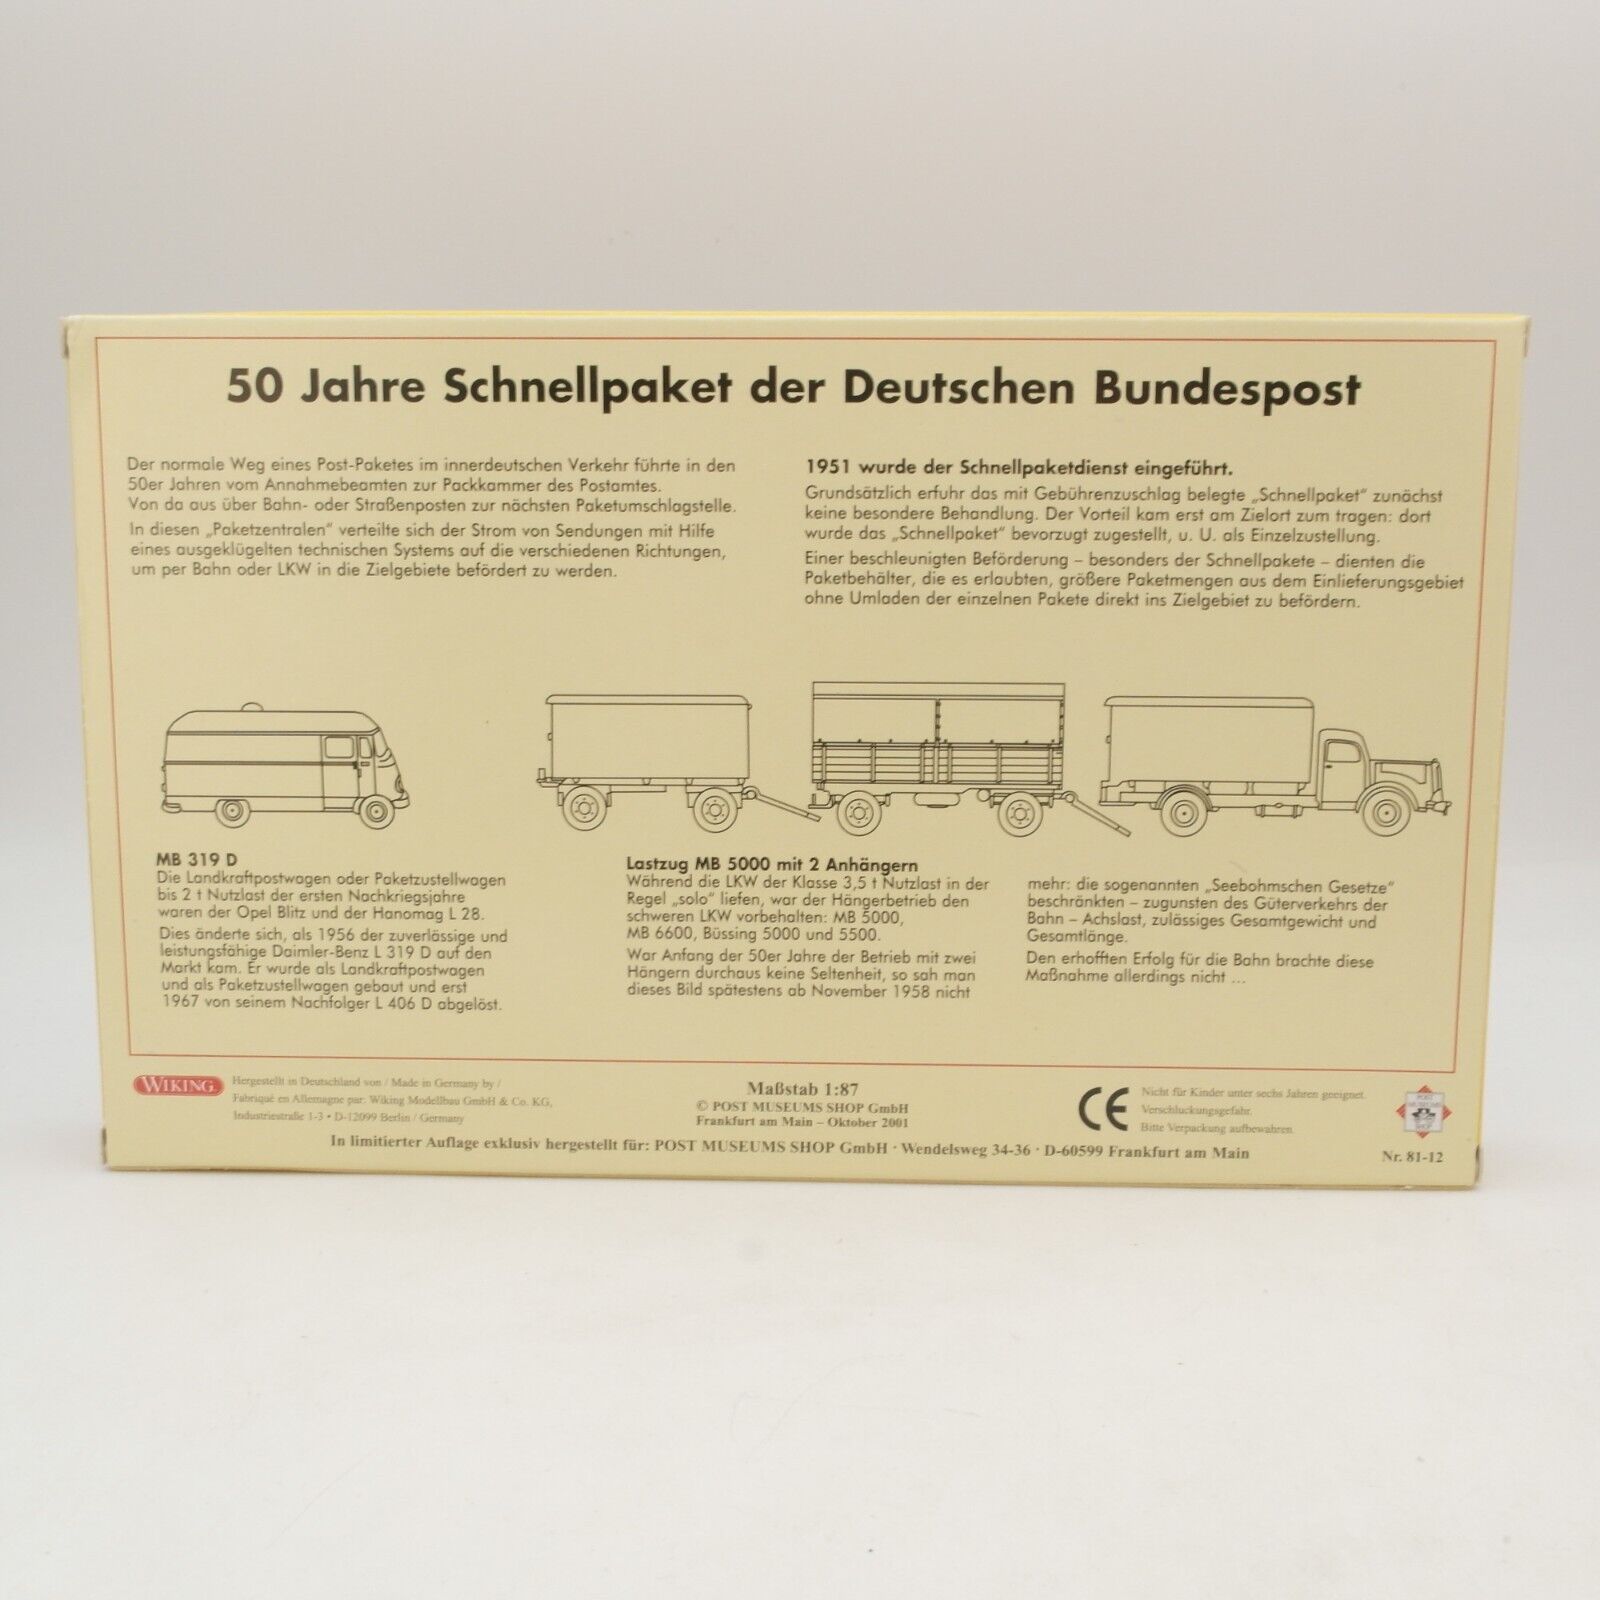 50 Jahre Schnellpaket der Deutschen Bundespost
Der normale Weg eines Post-Paketes im innerdeutschen Verkehr führte in den
50er Jahren vom Annahmebeamten zur Packkammer des Postamtes.
Von da aus über Bahn- oder Straßenposten zur nächsten Paketumschlagstelle.
In diesen „Paketzentralen“ verteilte sich der Strom von Sendungen mit Hilfe
eines ausgeklügelten technischen Systems auf die verschiedenen Richtungen,
um per Bahn oder LKW in die Zielgebiete befördert zu werden.
1951 wurde der Schnellpaketdienst eingeführt.
Grundsätzlich erfuhr das mit Gebührenzuschlag belegte „Schnellpaket“ zunächst
keine besondere Behandlung. Der Vorteil kam erst am Zielort zum tragen: dort
wurde das „Schnellpaket“ bevorzugt zugestellt, u. U. als Einzelzustellung.
Einer beschleunigten Beförderung – besonders der Schnellpakete – dienten die
Paketbehälter, die es erlaubten, größere Paketmengen aus dem Einlieferungsgebiet
ohne Umladen der einzelnen Pakete direkt ins Zielgebiet zu befördern.
MB 319 D
Die Landkraftpostwagen oder Paketzustellwagen
bis 2 t Nutzlast der ersten Nachkriegsjahre
waren der Opel Blitz und der Hanomag L 28.
Dies änderte sich, als 1956 der zuverlässige und
leistungsfähige Daimler-Benz L 319 D auf den
Markt kam. Er wurde als Landkraftpostwagen
und als Paketzustellwagen gebaut und erst
1967 von seinem Nachfolger L 406 D abgelöst.
Lastzug MB 5000 mit 2 Anhängern
Während die LKW der Klasse 3,5 t Nutzlast in der
Regel „solo“ liefen, war der Hängerbetrieb den
schweren LKW vorbehalten: MB 5000,
MB 6600, Büssing 5000 und 5500.
War Anfang der 50er Jahre der Betrieb mit zwei
Hängern durchaus keine Seltenheit, so sah man
dieses Bild spätestens ab November 1958 nicht
mehr: die sogenannten „Seebohmschen Gesetze“
beschränkten – zugunsten des Güterverkehrs der
Bahn – Achslast, zulässiges Gesamtgewicht und
Gesamtlänge.
Den erhofften Erfolg für die Bahn brachte diese
Maßnahme allerdings nicht ...
WIKING
Hergestellt in Deutschland von / Made in Germany by /
Fabriqué en Allemagne par: Wiking Modellbau GmbH & Co. KG,
Industriestraße 1-3 • D-12099 Berlin / Germany
Maßstab 1:87
© POST MUSEUMS SHOP GmbH
Frankfurt am Main – Oktober 2001
CE
Nicht für Kinder unter sechs Jahren geeignet.
Verschluckungsgefahr.
Bitte Verpackung aufbewahren.
POST
MUSEUMS
SHOP
In limitierter Auflage exklusiv hergestellt für: POST MUSEUMS SHOP GmbH · Wendelsweg 34-36 · D-60599 Frankfurt am Main
Nr. 81-12